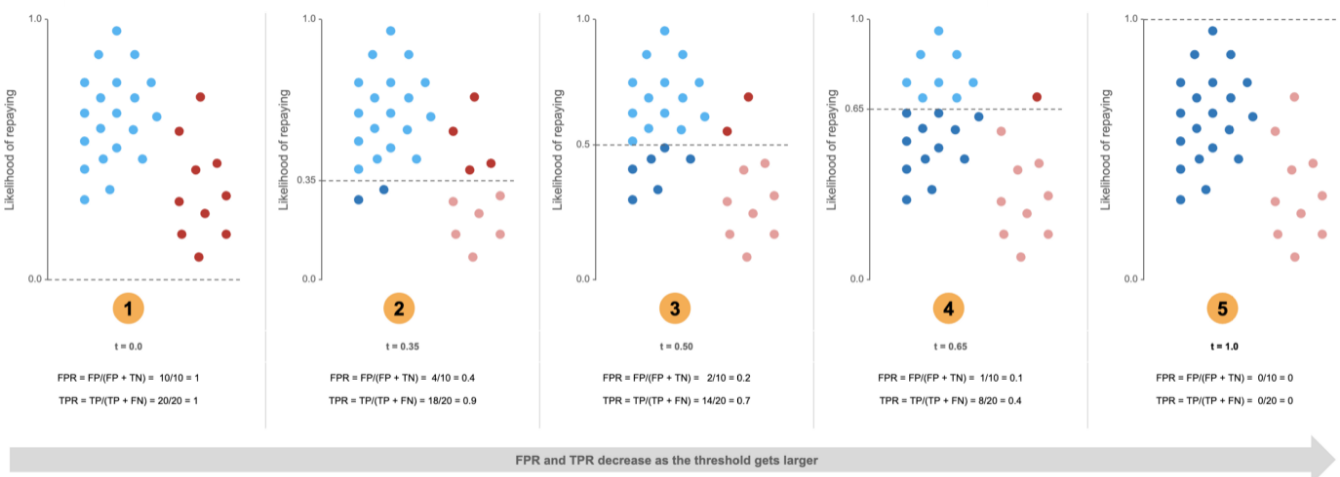 1.0
Likelihood of repaying
0.0
1
t = 0.0
FPR = FP/(FP + TN) = 10/10 = 1
TPR = TP/(TP + FN) = 20/20 = 1
1.0
Likelihood of repaying
0.35
0.0
2
t = 0.35
FPR = FP/(FP + TN) = 4/10 = 0.4
TPR = TP/(TP + FN) = 18/20 = 0.9
1.0
Likelihood of repaying
0.5
0.0
3
t = 0.50
FPR = FP/(FP + TN) = 2/10 = 0.2
TPR = TP/(TP + FN) = 14/20 = 0.7
1.0
Likelihood of repaying
0.65
0.0
4
t = 0.65
FPR = FP/(FP + TN) = 1/10 = 0.1
TPR = TP/(TP + FN) = 8/20 = 0.4
1.0
Likelihood of repaying
0.0
5
t = 1.0
FPR = FP/(FP + TN) = 0/10 = 0
TPR = TP/(TP + FN) = 0/20 = 0
FPR and TPR decrease as the threshold gets larger